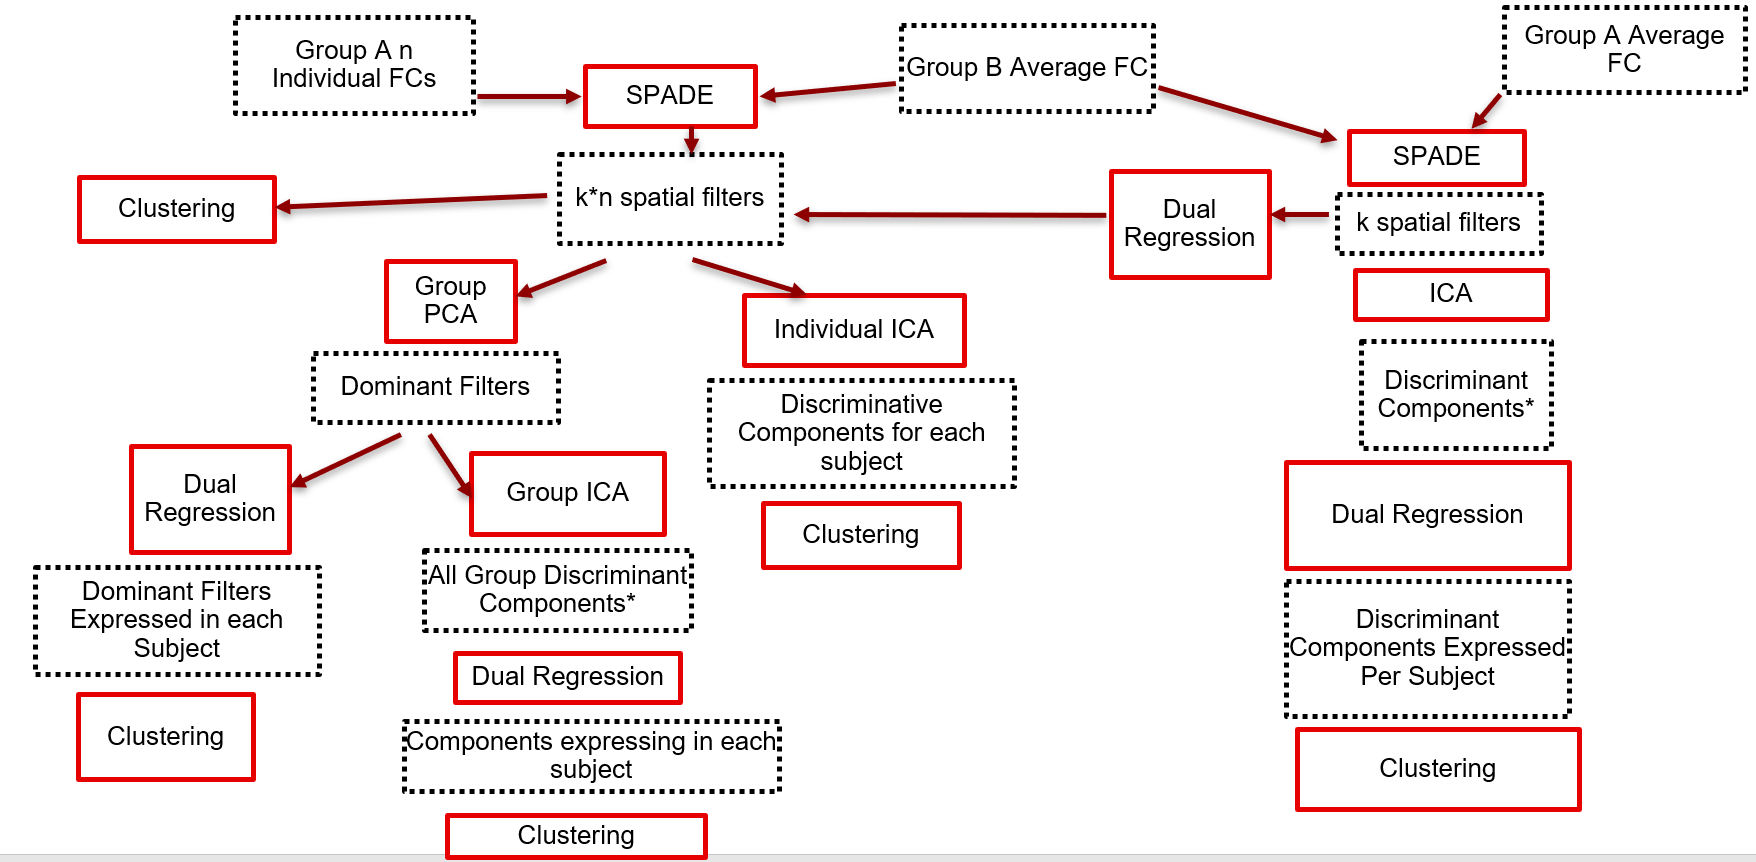 Group A n
Individual FCs
SPADE
Group B Average FC
Group A Average
FC
SPADE
Clustering
k*n spatial filters
Dual
Regression
k spatial filters
Group
PCA
Individual ICA
ICA
Dominant Filters
Discriminative
Components for each
subject
Discriminant
Components*
Dual
Regression
Group ICA
Clustering
Dual Regression
Dominant Filters
Expressed in each
Subject
All Group Discriminant
Components*
Discriminant
Components Expressed
Per Subject
Dual Regression
Clustering
Components expressing in each
subject
Clustering
Clustering